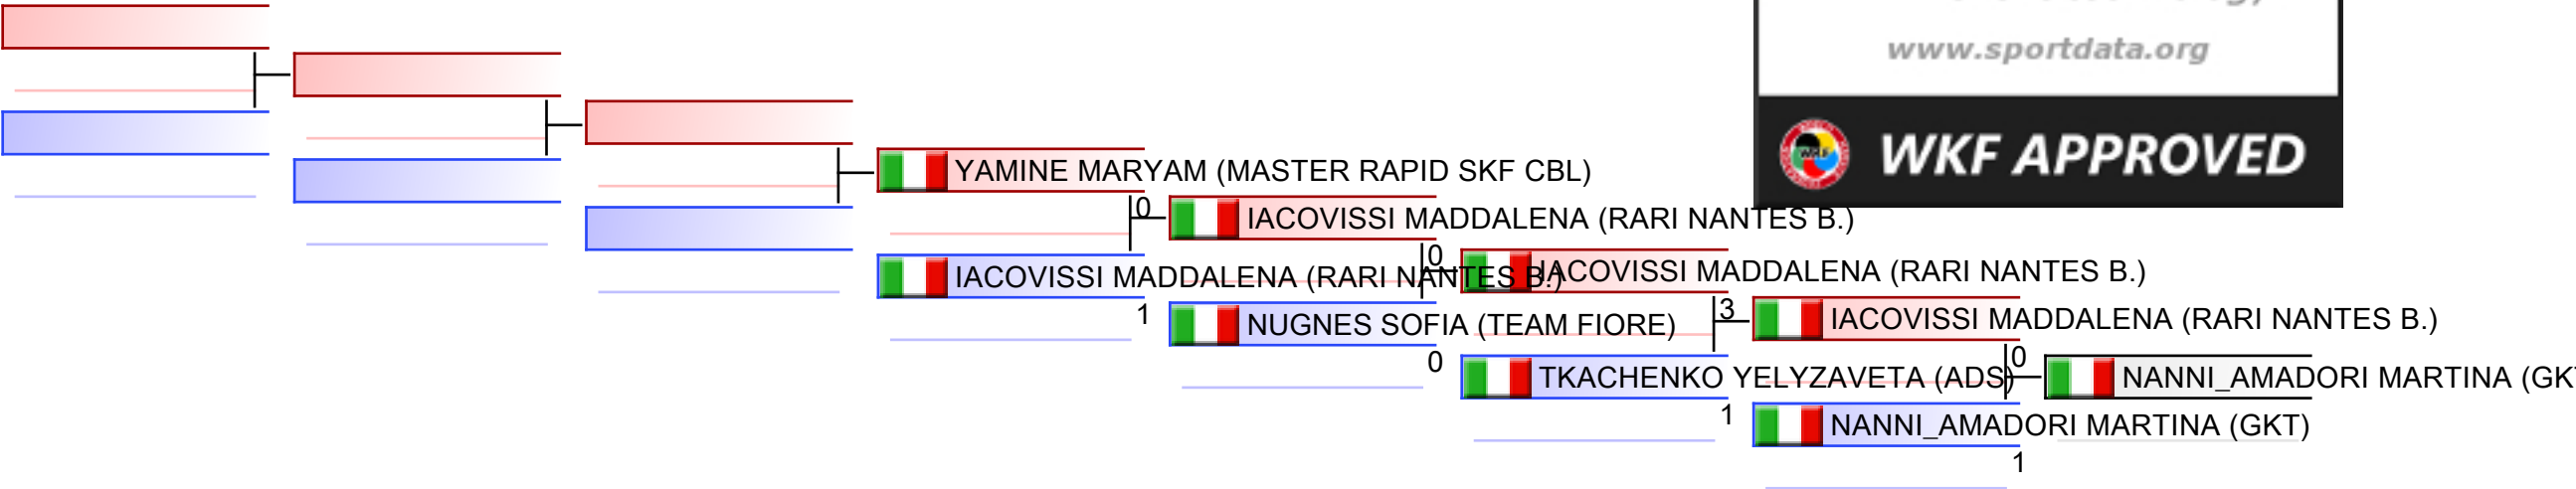 www.sportdata.org
WKF APPROVED
YAMINE MARYAM (MASTER RAPID SKF CBL)
0
IACOVISSI MADDALENA (RARI NANTES B.)
0
IACOVISSI MADDALENA (RARI NANTES B.)
IACOVISSI MADDALENA (RARI NANTES B.)
1
3
IACOVISSI MADDALENA (RARI NANTES B.)
NUGNES SOFIA (TEAM FIORE)
0
0
TKACHENKO YELYZAVETA (ADS)
NANNI_AMADORI MARTINA (GK
1
NANNI_AMADORI MARTINA (GKT)
1